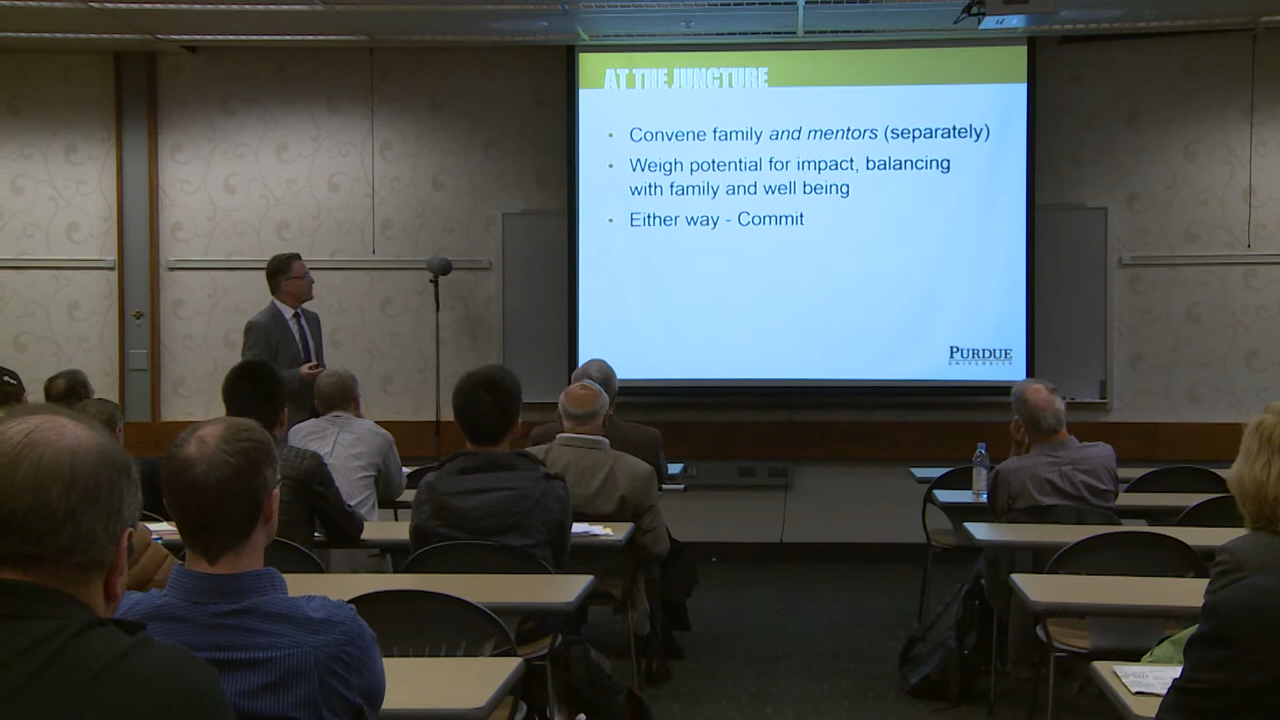 AT THE JUNCTURE
• Convene family and mentors (separately)
• Weigh potential for impact, balancing
with family and well being
• Either way - Commit
PURDUE
UNIVERSITY